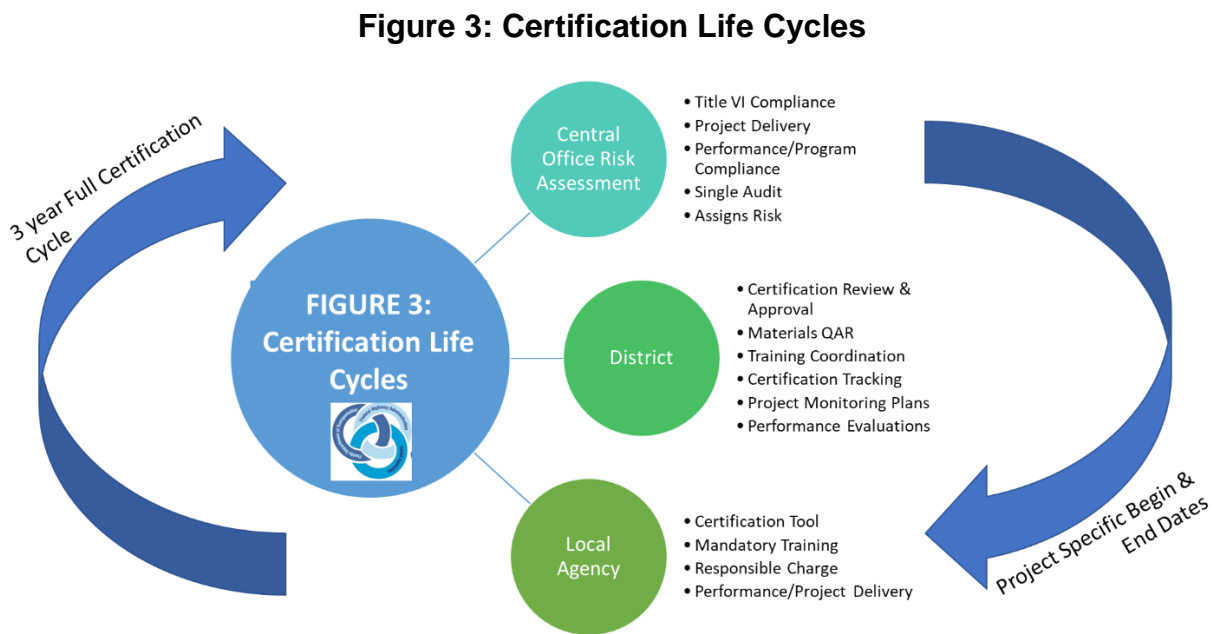 Figure 3: Certification Life Cycles
3 year Full Certification
Cycle
FIGURE 3:
Certification Life
Cycles
Central
Office Risk
Assessment
• Title VI Compliance
• Project Delivery
• Performance/Program
Compliance
• Single Audit
• Assigns Risk
District
• Certification Review &
Approval
• Materials QAR
• Training Coordination
• Certification Tracking
• Project Monitoring Plans
• Performance Evaluations
Local
Agency
• Certification Tool
• Mandatory Training
• Responsible Charge
• Performance/Project Delivery
Project Specific Begin &
End Dates